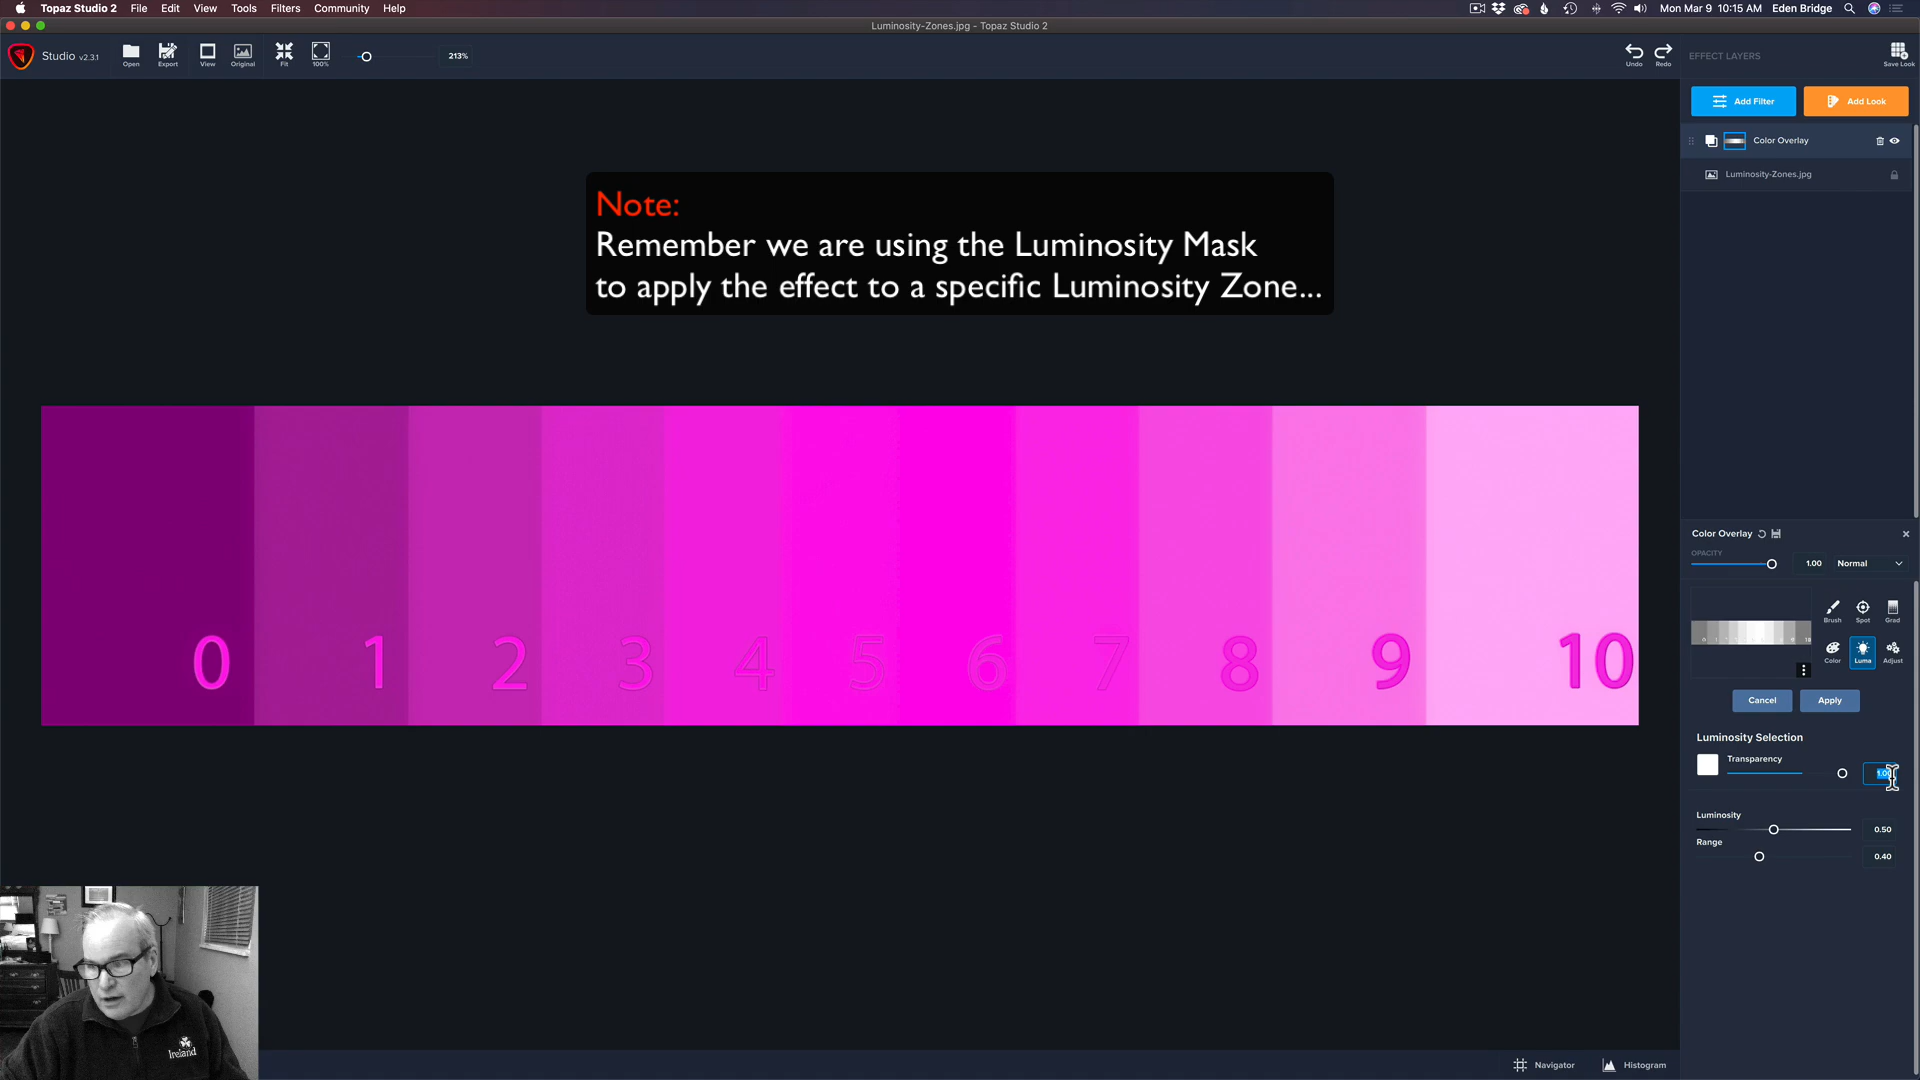 Topaz Studio 2 File Edit View Tools Filters Community Help
Mon Mar 9 10:15 AM Eden Bridge
Luminosity-Zones.jpg - Topaz Studio 2
Studio v2.3.1
Open
Export
View
Original
Fit
100%
213%
Undo
Redo
EFFECT LAYERS
Save Look
Add Filter
Add Look
Color Overlay
Luminosity-Zones.jpg
Note:
Remember we are using the Luminosity Mask
to apply the effect to a specific Luminosity Zone...
0 1 2 3 4 5 6 7 8 9 10
Color Overlay
OPACITY
1.00
Normal
Brush
Spot
Grad
Color
Luma
Adjust
Cancel
Apply
Luminosity Selection
Transparency
1.00
Luminosity
0.50
Range
0.40
Ireland
Navigator
Histogram